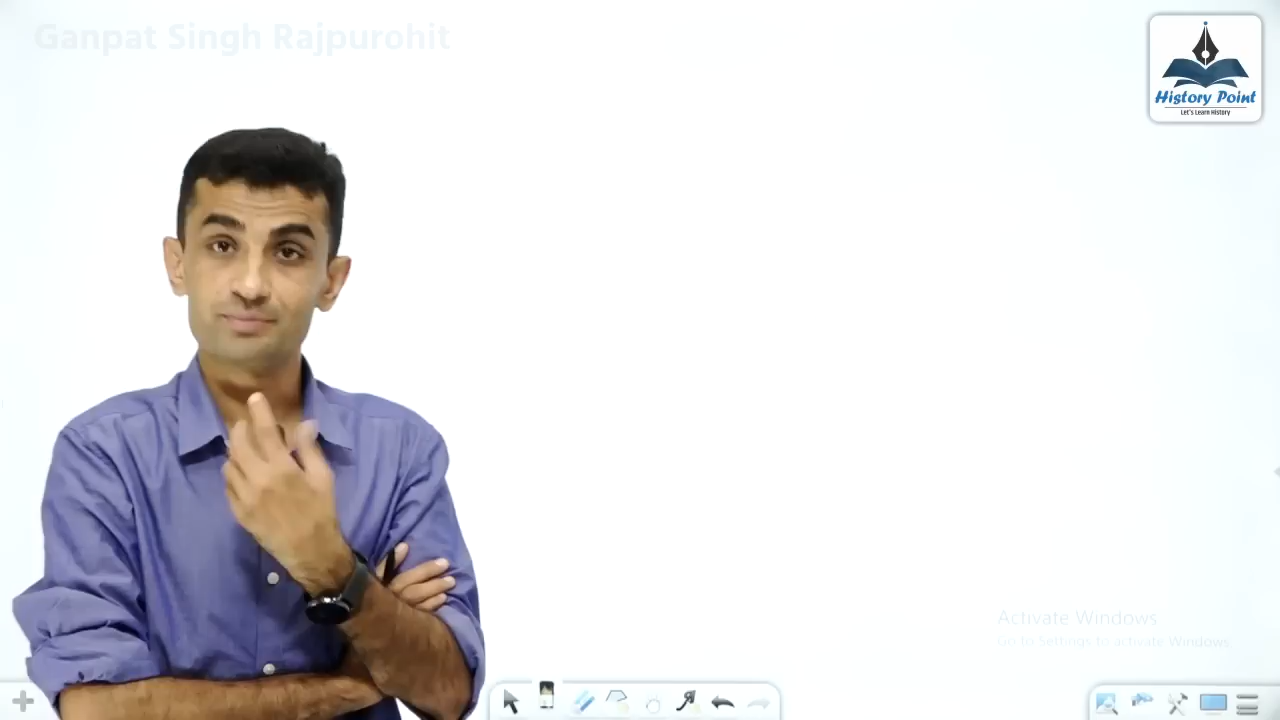 Ganpat Singh Rajpurohit
History Point
Let's Learn History
Activate Windows
Go to Settings to activate Windows.